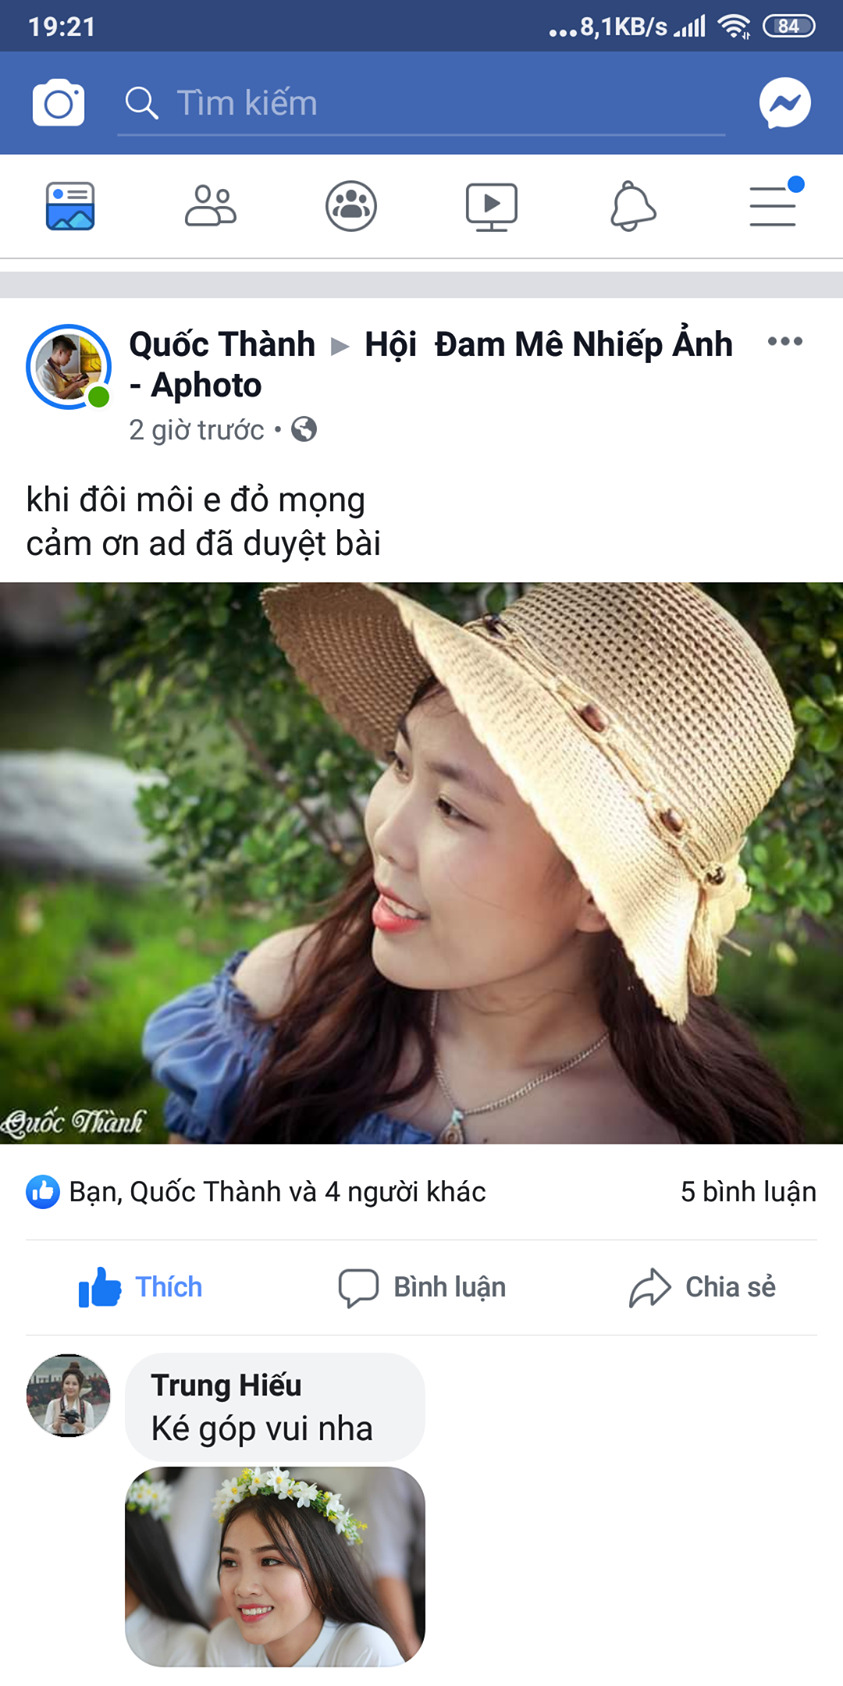 19:21
...8,1KB/s 84
Tìm kiếm
Quốc Thành ▸ Hội Đam Mê Nhiếp Ảnh
- Aphoto
2 giờ trước •
khi đôi môi e đỏ mọng
cảm ơn ad đã duyệt bài
Quốc Thành
Bạn, Quốc Thành và 4 người khác 5 bình luận
Thích Bình luận Chia sẻ
Trung Hiếu
Ké góp vui nha